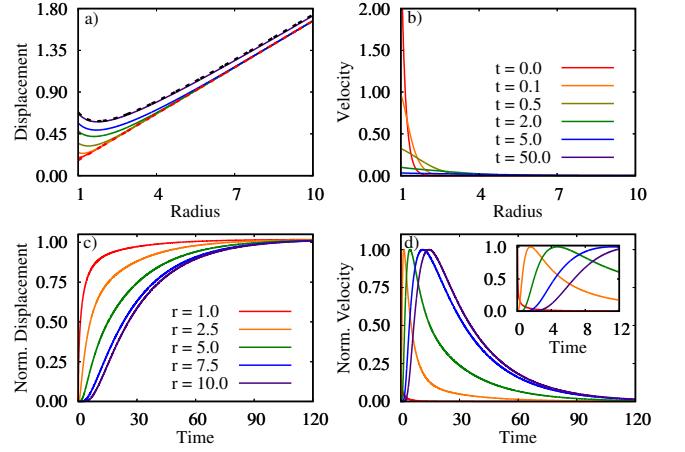 a)
Displacement
1.80
1.35
0.90
0.45
0.00
1
4
7
10
Radius
b)
Velocity
2.00
1.50
1.00
0.50
0.00
t = 0.0
t = 0.1
t = 0.5
t = 2.0
t = 5.0
t = 50.0
1
4
7
10
Radius
c)
Norm. Displacement
1.00
0.75
0.50
0.25
0.00
r = 1.0
r = 2.5
r = 5.0
r = 7.5
r = 10.0
0
30
60
90
120
Time
d)
Norm. Velocity
1.00
0.75
0.50
0.25
0.00
1.0
0.5
0.0
0
4
8
12
Time
0
30
60
90
120
Time